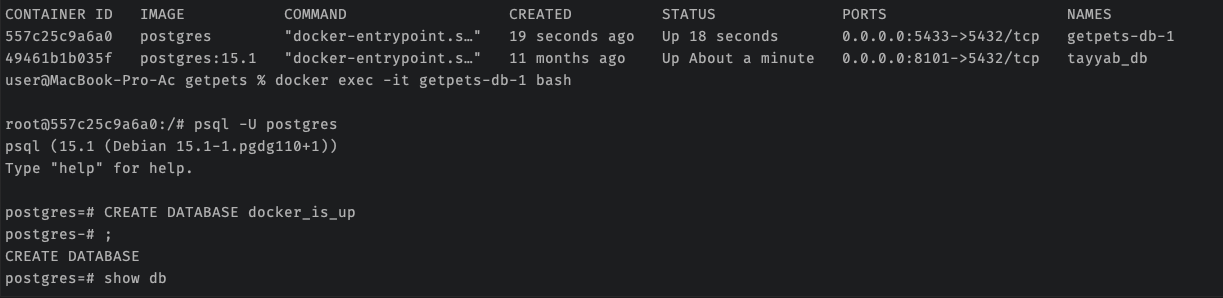 CONTAINER ID   IMAGE           COMMAND                  CREATED          STATUS              PORTS                    NAMES
557c25c9a6a0   postgres        "docker-entrypoint.s…"   19 seconds ago   Up 18 seconds       0.0.0.0:5433->5432/tcp   getpets-db-1
49461b1b035f   postgres:15.1   "docker-entrypoint.s…"   11 months ago    Up About a minute   0.0.0.0:8101->5432/tcp   tayyab_db
user@MacBook-Pro-Ac getpets % docker exec -it getpets-db-1 bash
root@557c25c9a6a0:/# psql -U postgres
psql (15.1 (Debian 15.1-1.pgdg110+1))
Type "help" for help.
postgres=# CREATE DATABASE docker_is_up
postgres-# ;
CREATE DATABASE
postgres=# show db